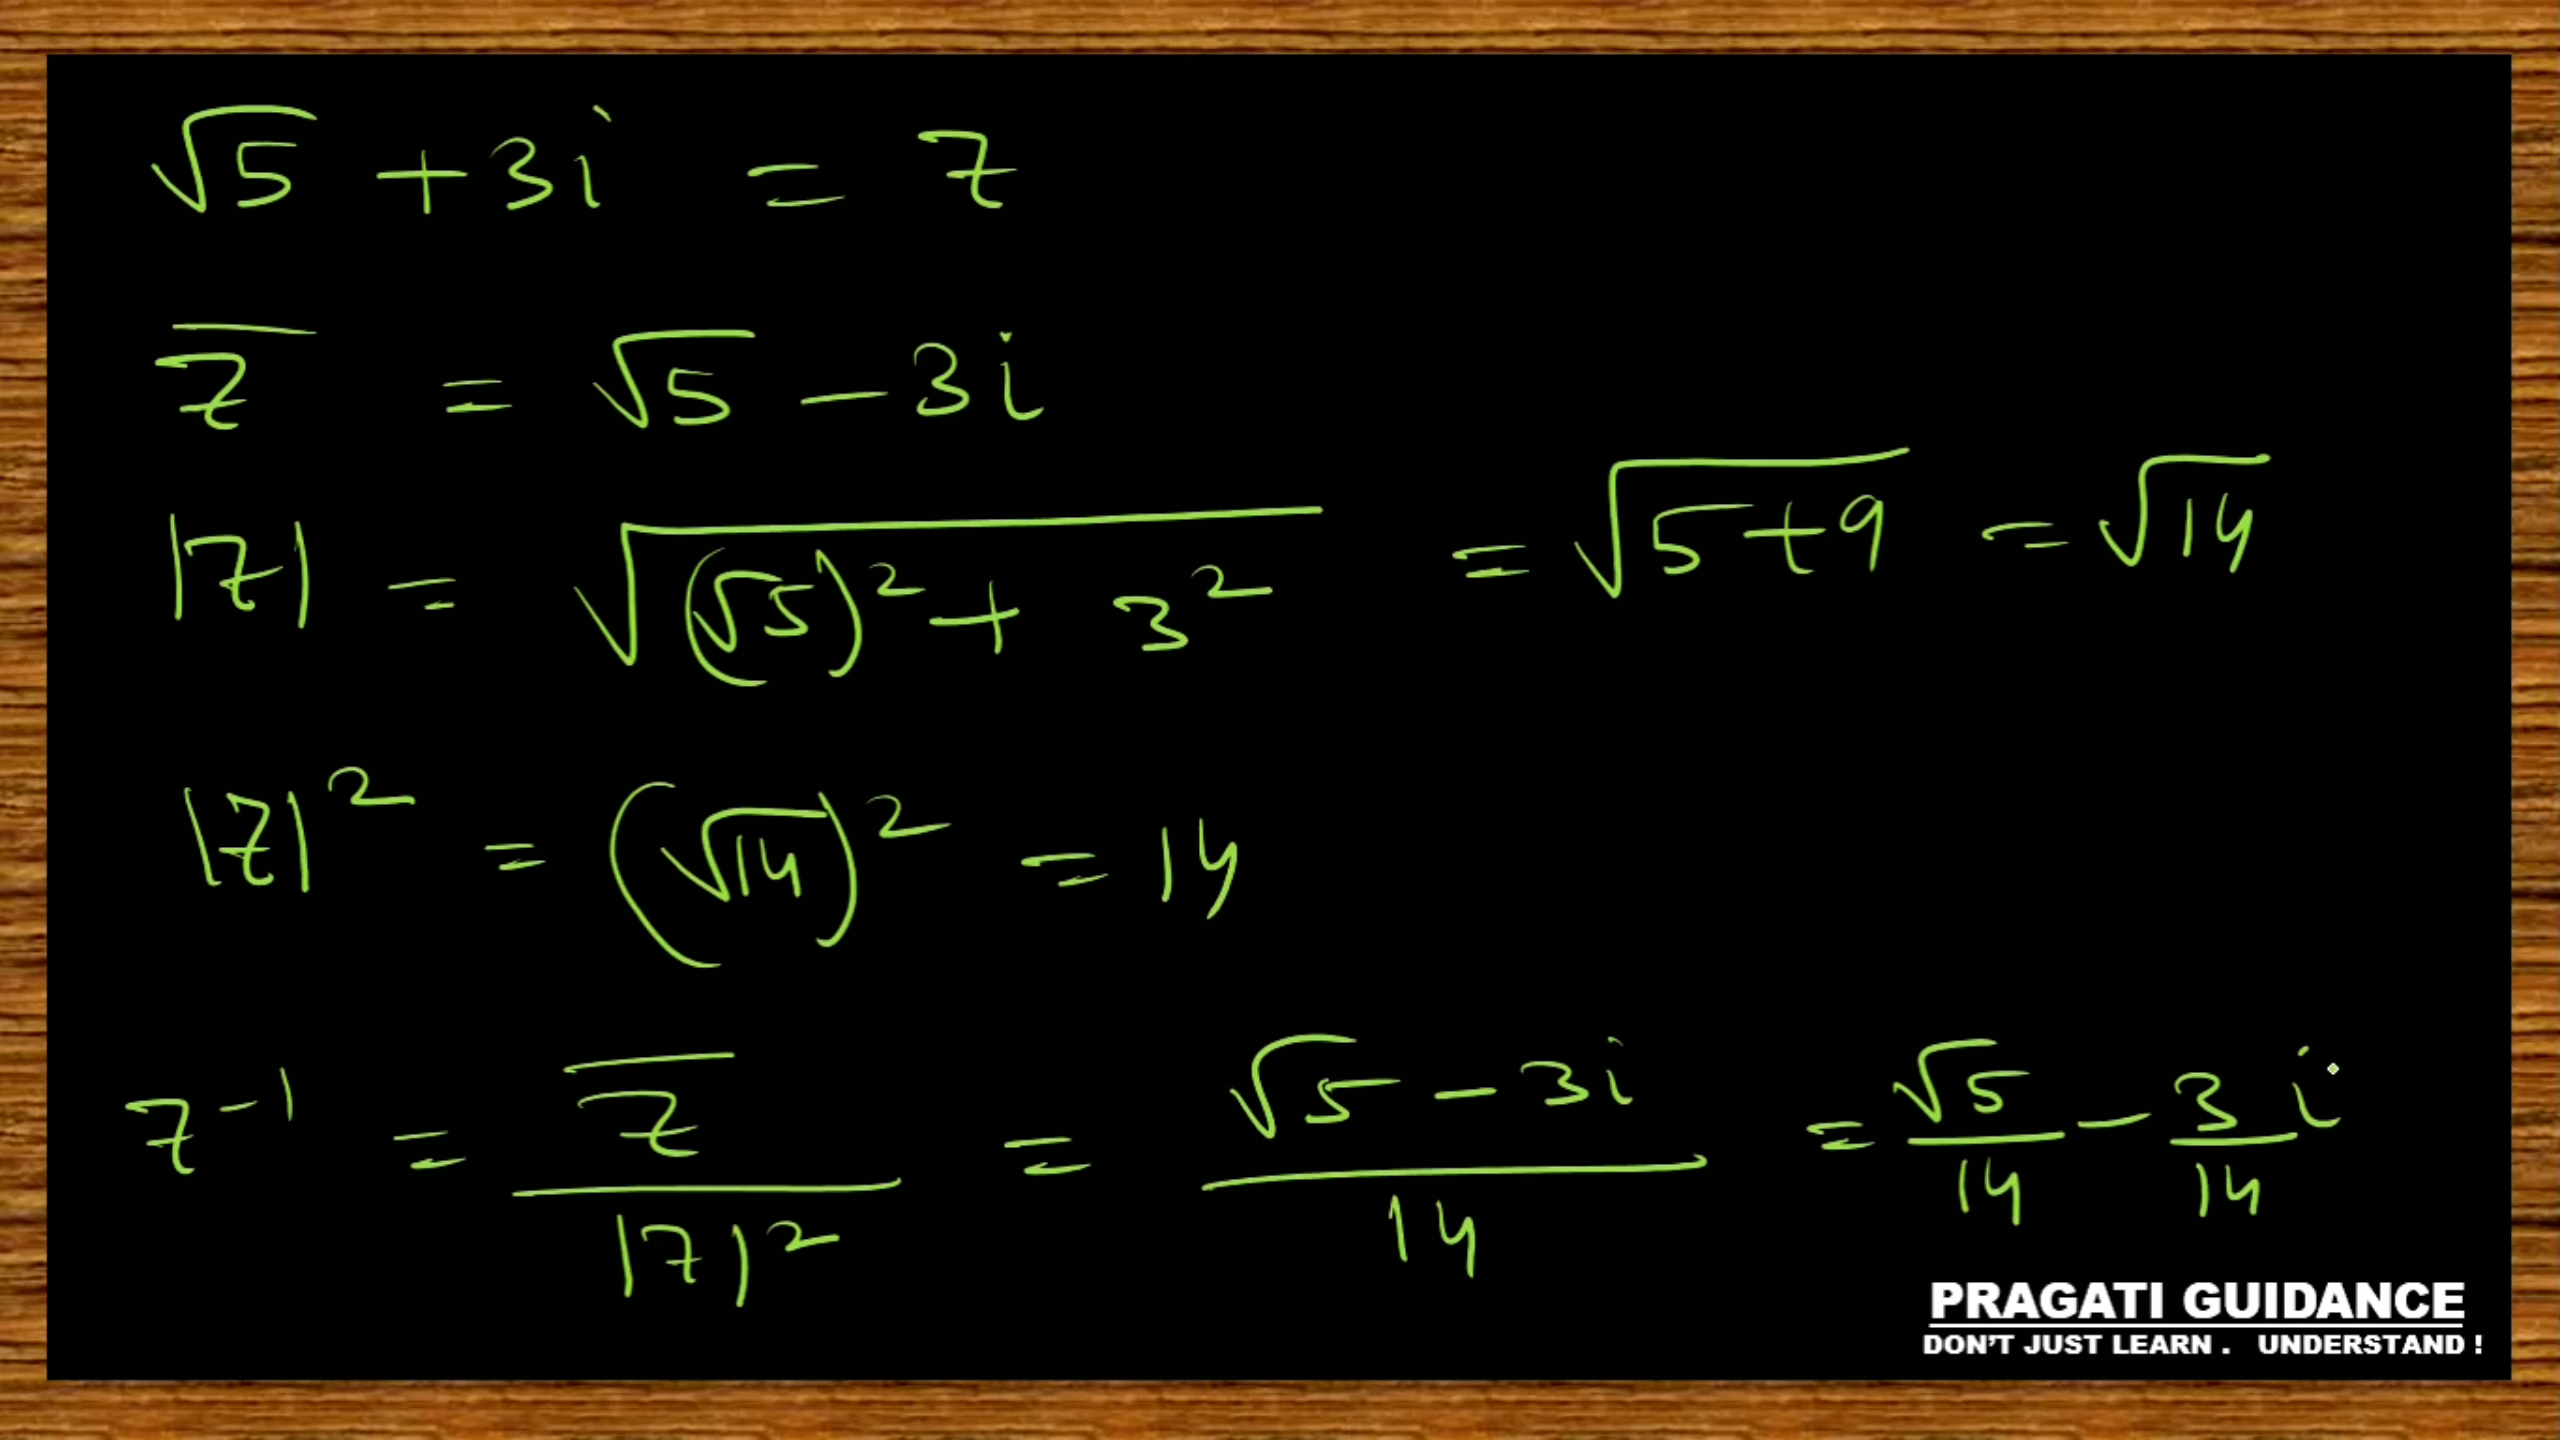 √5 + 3i = z
z̅ = √5 − 3i
|z| = √((√5)² + 3²) = √(5+9) = √14
|z|² = (√14)² = 14
z⁻¹ = z̅/|z|² = (√5 − 3i)/14 = √5/14 − 3/14 i
PRAGATI GUIDANCE
DON'T JUST LEARN . UNDERSTAND !